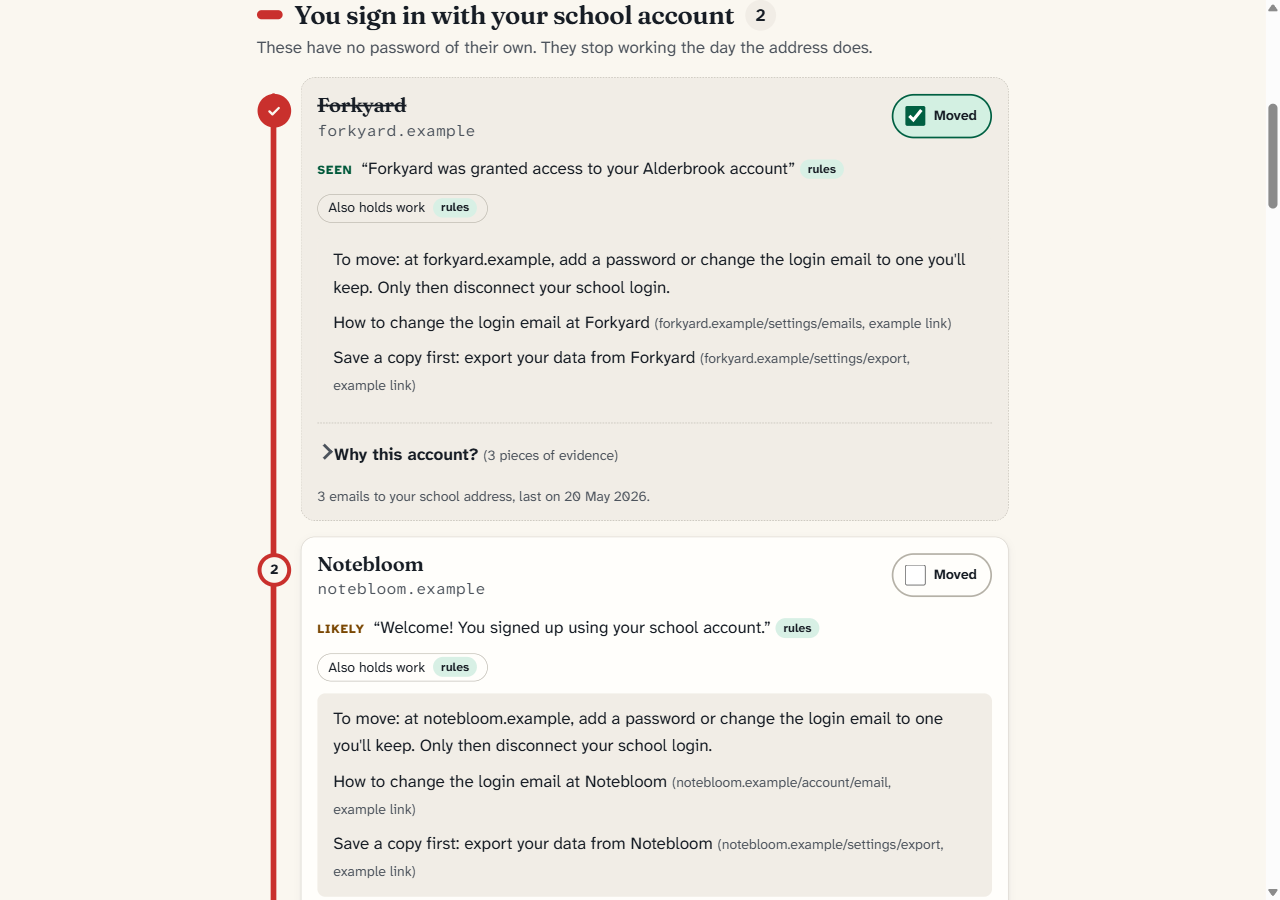 You sign in with your school account 2
These have no password of their own. They stop working the day the address does.
Forkyard
Moved
forkyard.example
SEEN “Forkyard was granted access to your Alderbrook account” rules
Also holds work rules
To move: at forkyard.example, add a password or change the login email to one you'll
keep. Only then disconnect your school login.
How to change the login email at Forkyard (forkyard.example/settings/emails, example link)
Save a copy first: export your data from Forkyard (forkyard.example/settings/export,
example link)
Why this account? (3 pieces of evidence)
3 emails to your school address, last on 20 May 2026.
2
Notebloom
Moved
notebloom.example
LIKELY “Welcome! You signed up using your school account.” rules
Also holds work rules
To move: at notebloom.example, add a password or change the login email to one
you'll keep. Only then disconnect your school login.
How to change the login email at Notebloom (notebloom.example/account/email,
example link)
Save a copy first: export your data from Notebloom (notebloom.example/settings/export,
example link)